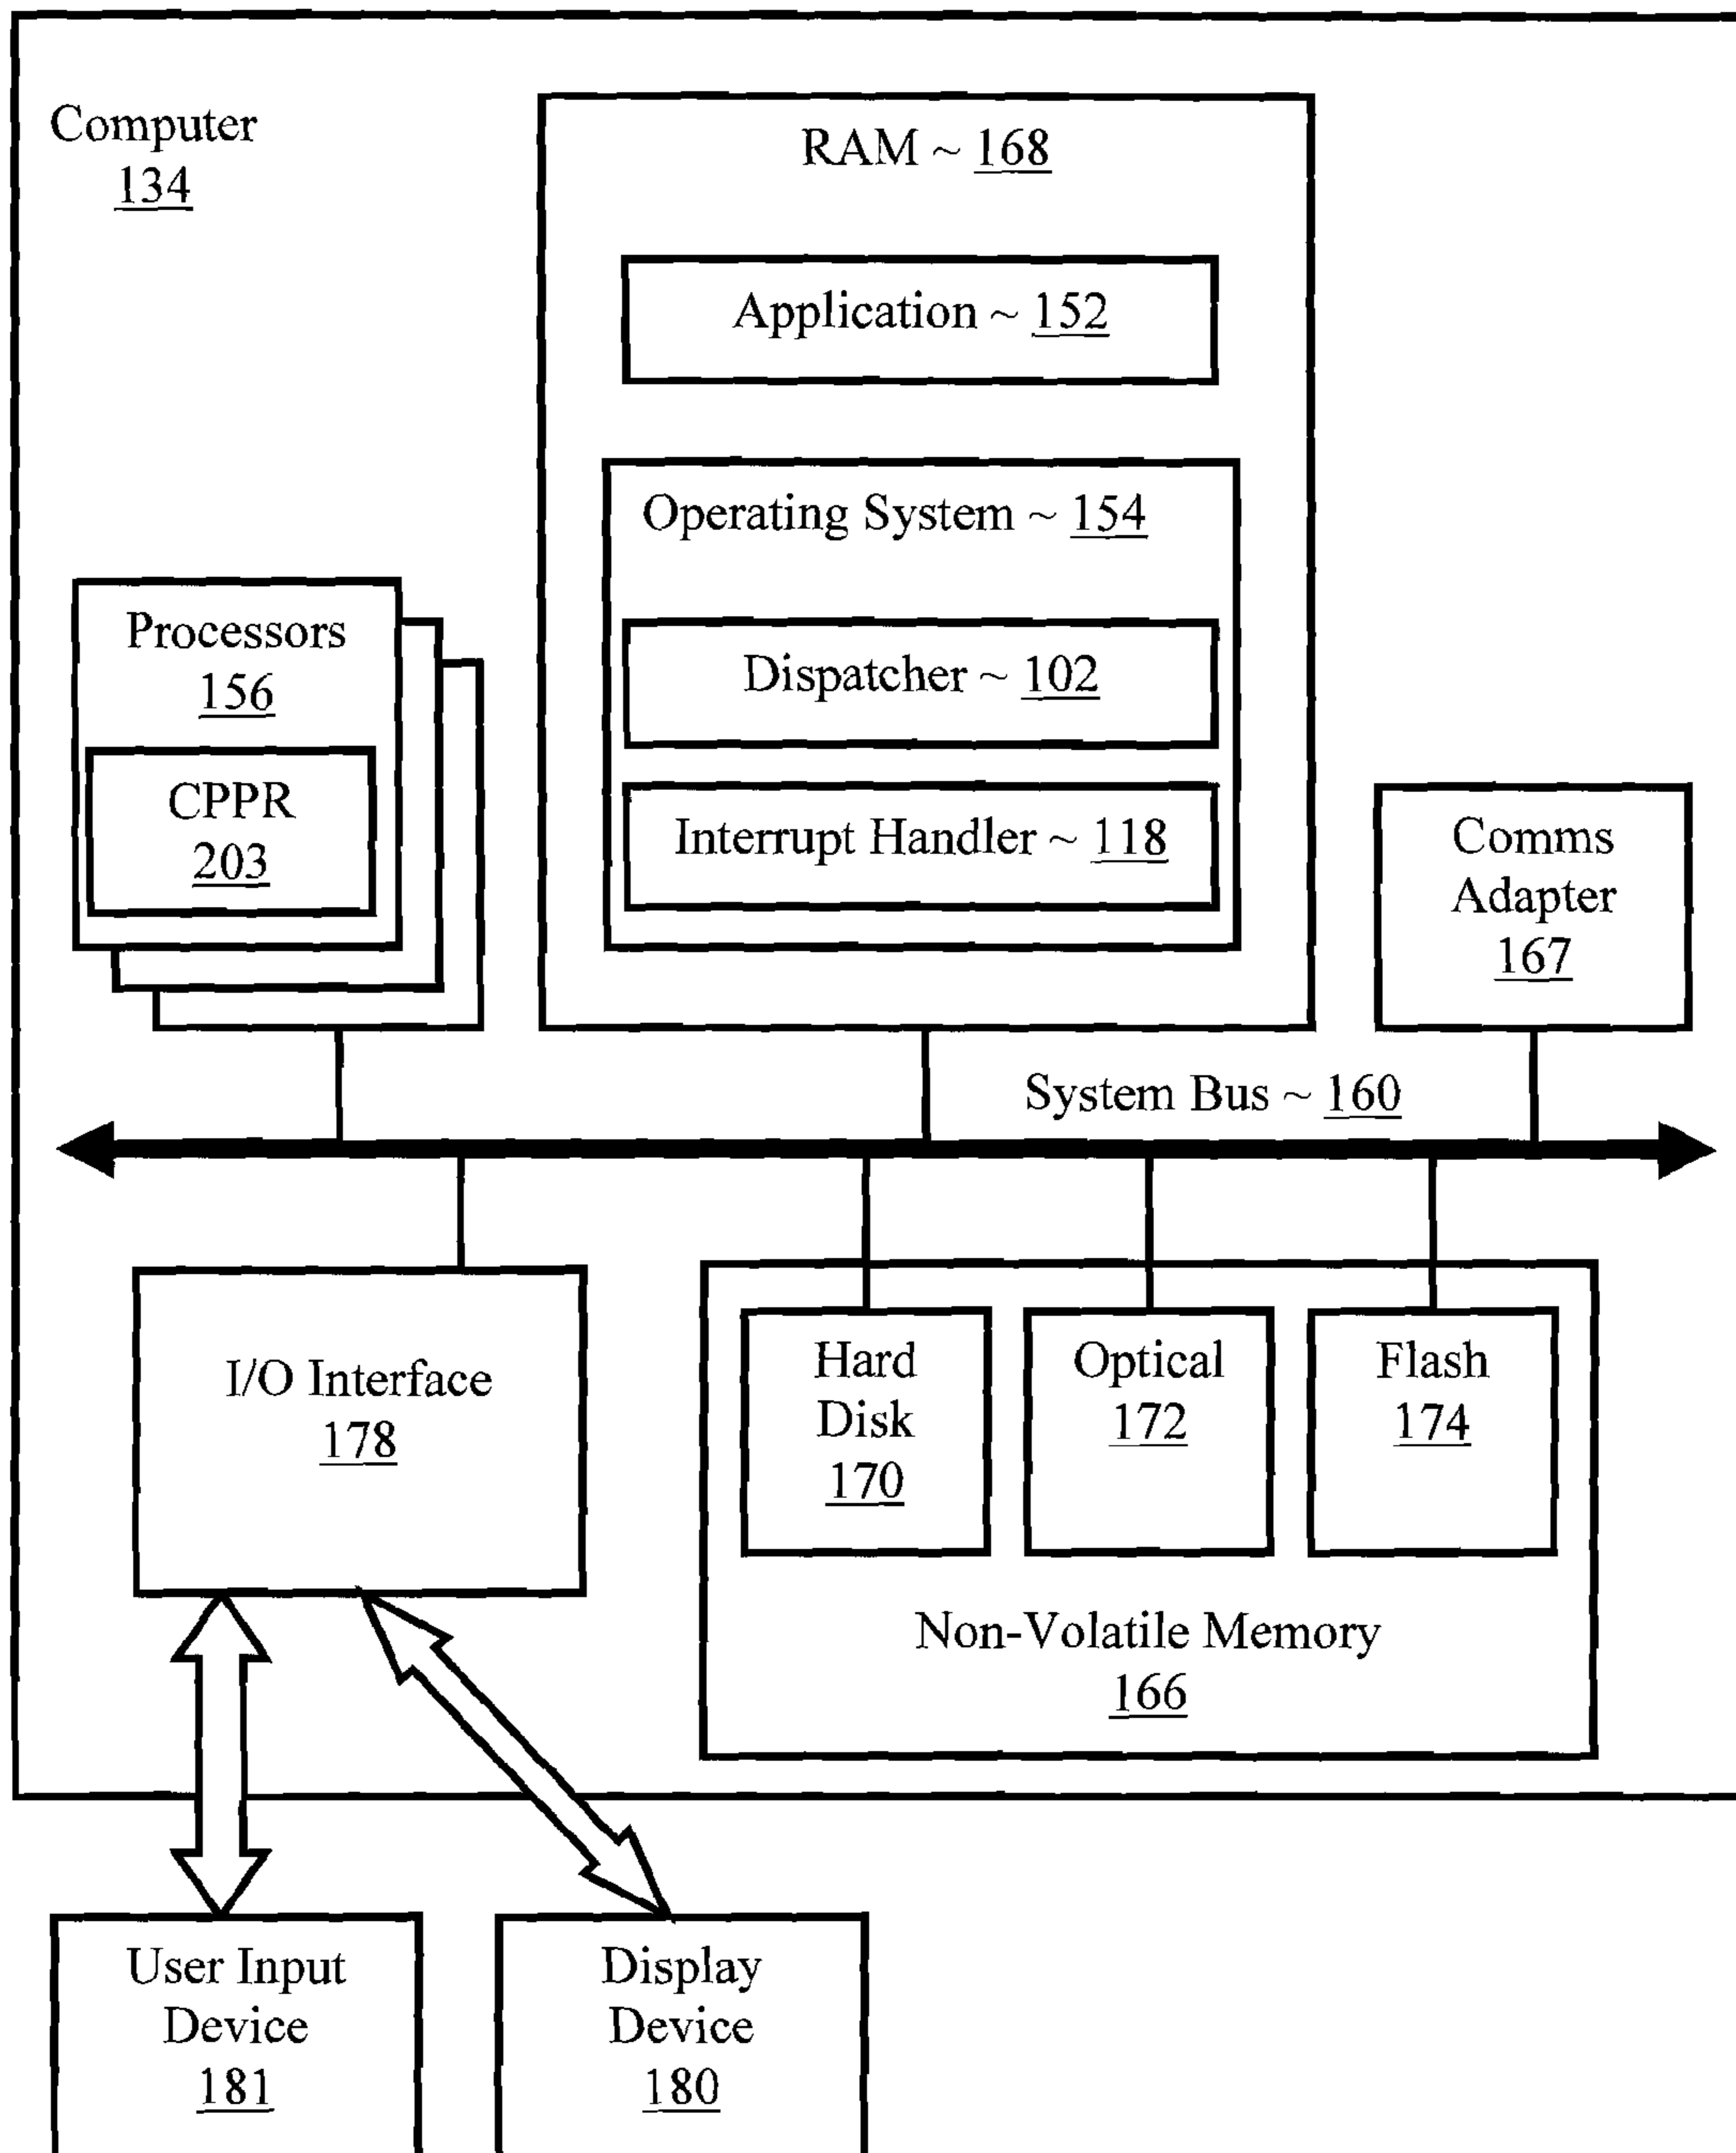 Computer
134
RAM ~ 168
Application ~ 152
Operating System ~ 154
Dispatcher ~ 102
Interrupt Handler ~ 118
Processors
156
CPPR
203
Comms
Adapter
167
System Bus ~ 160
I/O Interface
178
Hard
Disk
170
Optical
172
Flash
174
Non-Volatile Memory
166
User Input
Device
181
Display
Device
180